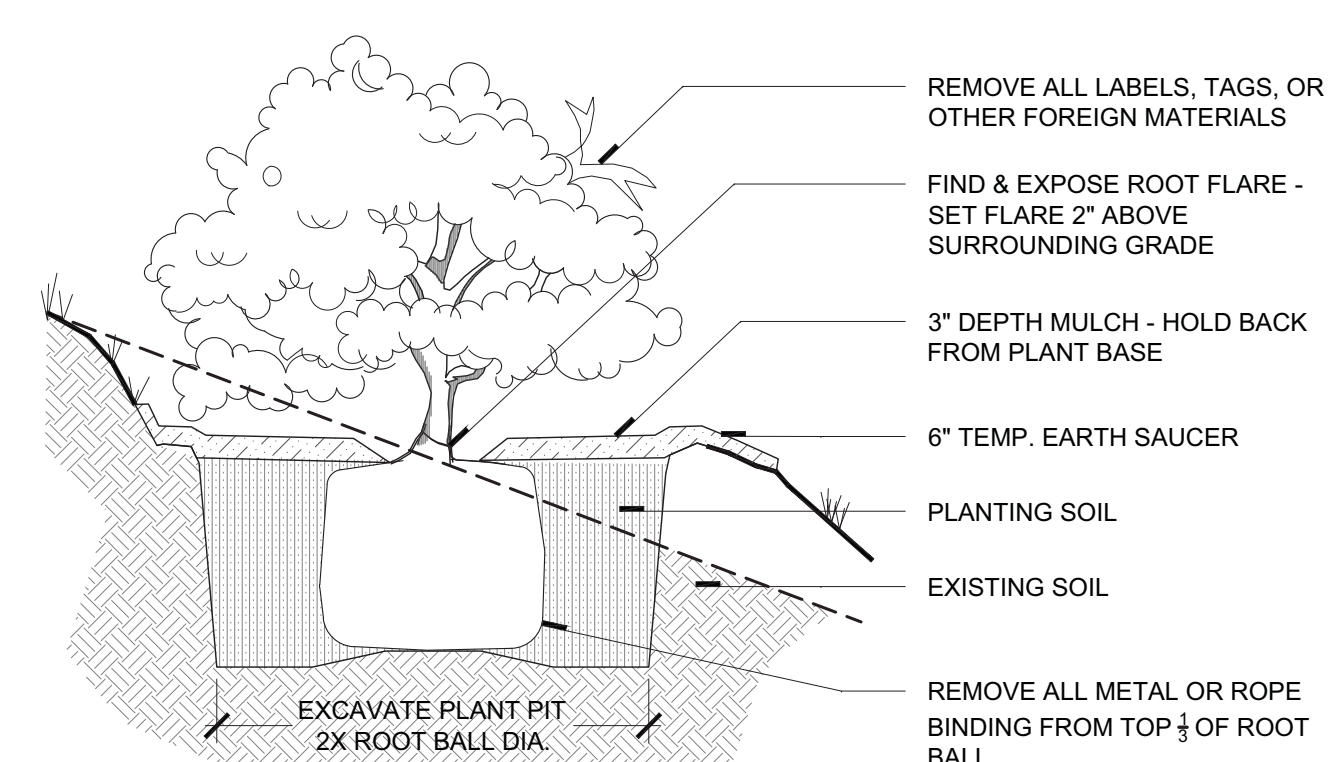 REMOVE ALL LABELS, TAGS, OR
OTHER FOREIGN MATERIALS
FIND & EXPOSE ROOT FLARE -
SET FLARE 2" ABOVE
SURROUNDING GRADE
3" DEPTH MULCH - HOLD BACK
FROM PLANT BASE
6" TEMP. EARTH SAUCER
PLANTING SOIL
EXISTING SOIL
REMOVE ALL METAL OR ROPE
BINDING FROM TOP 1/3 OF ROOT
BALL
EXCAVATE PLANT PIT
2X ROOT BALL DIA.